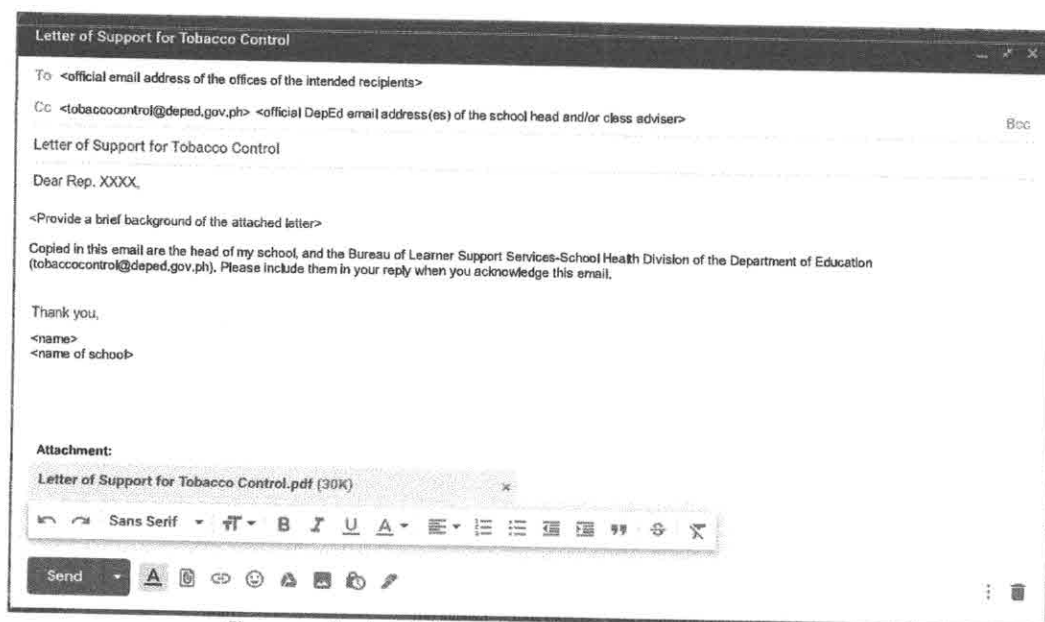 Letter of Support for Tobacco Control
To <official email address of the offices of the intended recipients>
Cc <tobaccocontrol@deped.gov.ph> <official DepEd email address(es) of the school head and/or class adviser>
Bcc
Letter of Support for Tobacco Control
Dear Rep. XXXX,
<Provide a brief background of the attached letter>
Copied in this email are the head of my school, and the Bureau of Learner Support Services-School Health Division of the Department of Education
(tobaccocontrol@deped.gov.ph). Please include them in your reply when you acknowledge this email.
Thank you,
<name>
<name of school>
Attachment:
Letter of Support for Tobacco Control.pdf (30K)
Sans Serif
Send